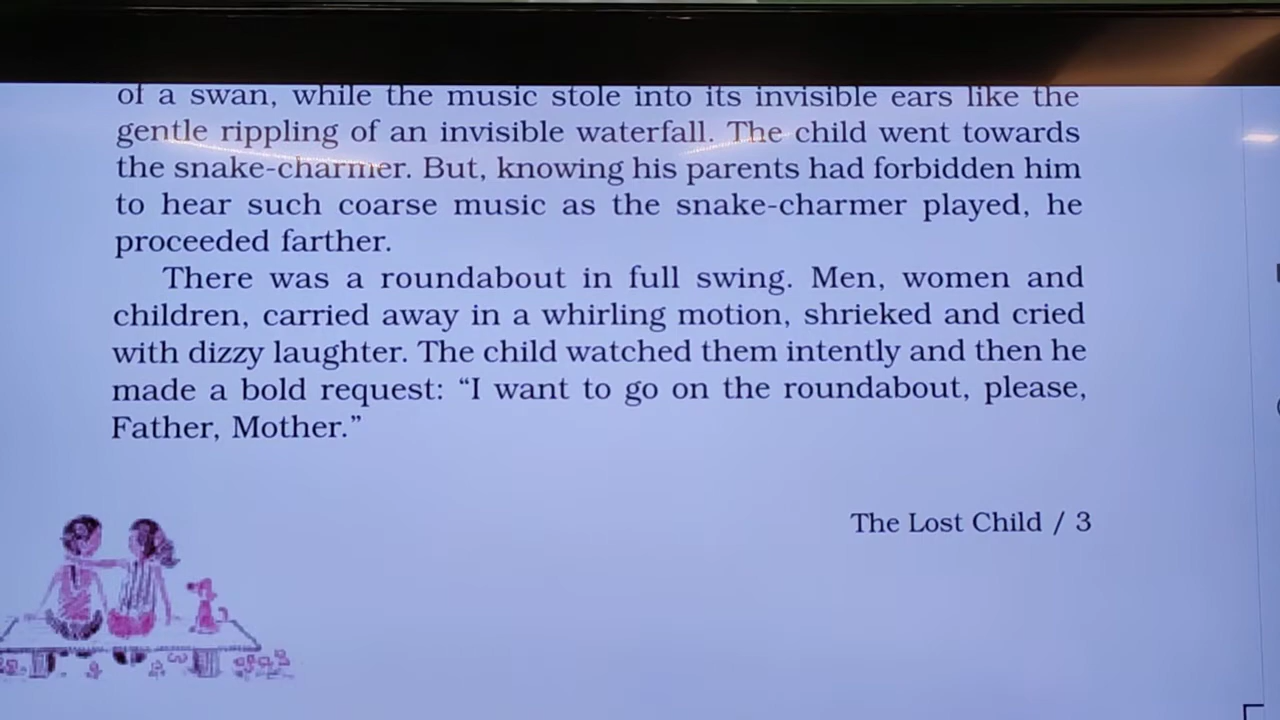 of a swan, while the music stole into its invisible ears like the
gentle rippling of an invisible waterfall. The child went towards
the snake-charmer. But, knowing his parents had forbidden him
to hear such coarse music as the snake-charmer played, he
proceeded farther.
There was a roundabout in full swing. Men, women and
children, carried away in a whirling motion, shrieked and cried
with dizzy laughter. The child watched them intently and then he
made a bold request: “I want to go on the roundabout, please,
Father, Mother.”
The Lost Child / 3